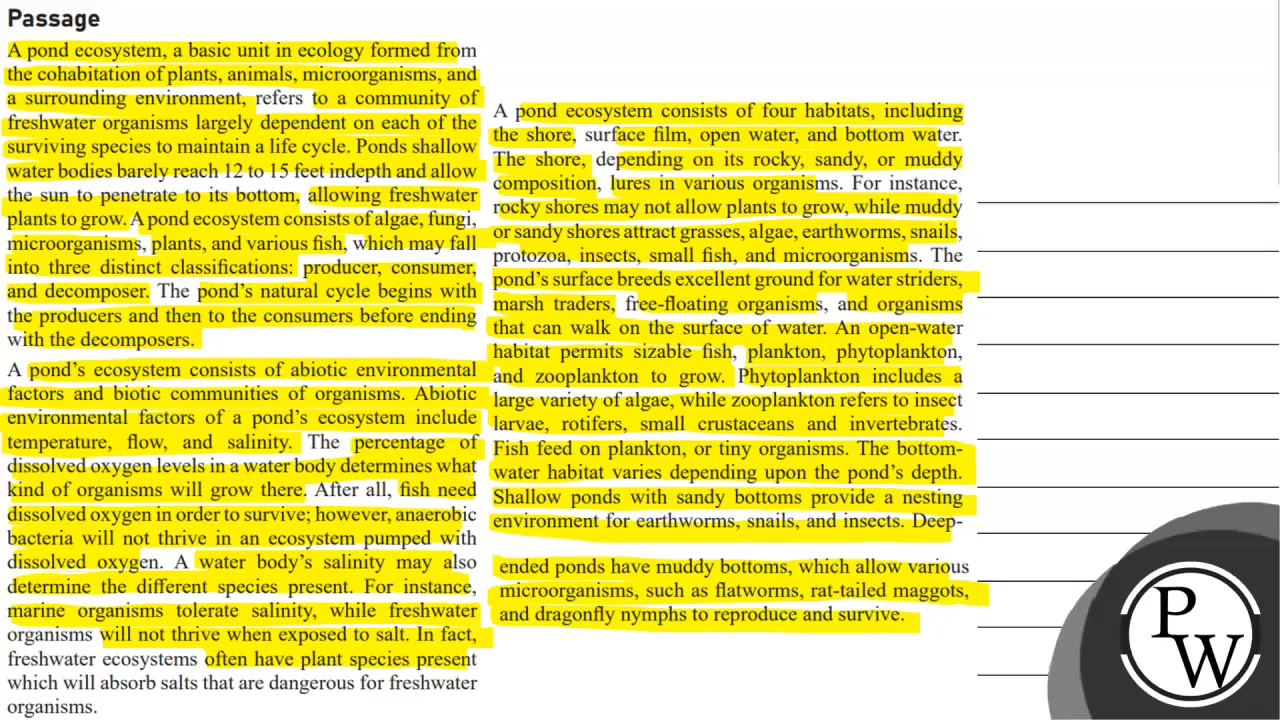 Passage
A pond ecosystem, a basic unit in ecology formed from
the cohabitation of plants, animals, microorganisms, and
a surrounding environment, refers to a community of
freshwater organisms largely dependent on each of the
surviving species to maintain a life cycle. Ponds shallow
water bodies barely reach 12 to 15 feet indepth and allow
the sun to penetrate to its bottom, allowing freshwater
plants to grow. A pond ecosystem consists of algae, fungi,
microorganisms, plants, and various fish, which may fall
into three distinct classifications: producer, consumer,
and decomposer. The pond's natural cycle begins with
the producers and then to the consumers before ending
with the decomposers.
A pond's ecosystem consists of abiotic environmental
factors and biotic communities of organisms. Abiotic
environmental factors of a pond's ecosystem include
temperature, flow, and salinity. The percentage of
dissolved oxygen levels in a water body determines what
kind of organisms will grow there. After all, fish need
dissolved oxygen in order to survive; however, anaerobic
bacteria will not thrive in an ecosystem pumped with
dissolved oxygen. A water body's salinity may also
determine the different species present. For instance,
marine organisms tolerate salinity, while freshwater
organisms will not thrive when exposed to salt. In fact,
freshwater ecosystems often have plant species present
which will absorb salts that are dangerous for freshwater
organisms.
A pond ecosystem consists of four habitats, including
the shore, surface film, open water, and bottom water.
The shore, depending on its rocky, sandy, or muddy
composition, lures in various organisms. For instance,
rocky shores may not allow plants to grow, while muddy
or sandy shores attract grasses, algae, earthworms, snails,
protozoa, insects, small fish, and microorganisms. The
pond's surface breeds excellent ground for water striders,
marsh traders, free-floating organisms, and organisms
that can walk on the surface of water. An open-water
habitat permits sizable fish, plankton, phytoplankton,
and zooplankton to grow. Phytoplankton includes a
large variety of algae, while zooplankton refers to insect
larvae, rotifers, small crustaceans and invertebrates.
Fish feed on plankton, or tiny organisms. The bottom-
water habitat varies depending upon the pond's depth.
Shallow ponds with sandy bottoms provide a nesting
environment for earthworms, snails, and insects. Deep-
ended ponds have muddy bottoms, which allow various
microorganisms, such as flatworms, rat-tailed maggots,
and dragonfly nymphs to reproduce and survive.
P
W